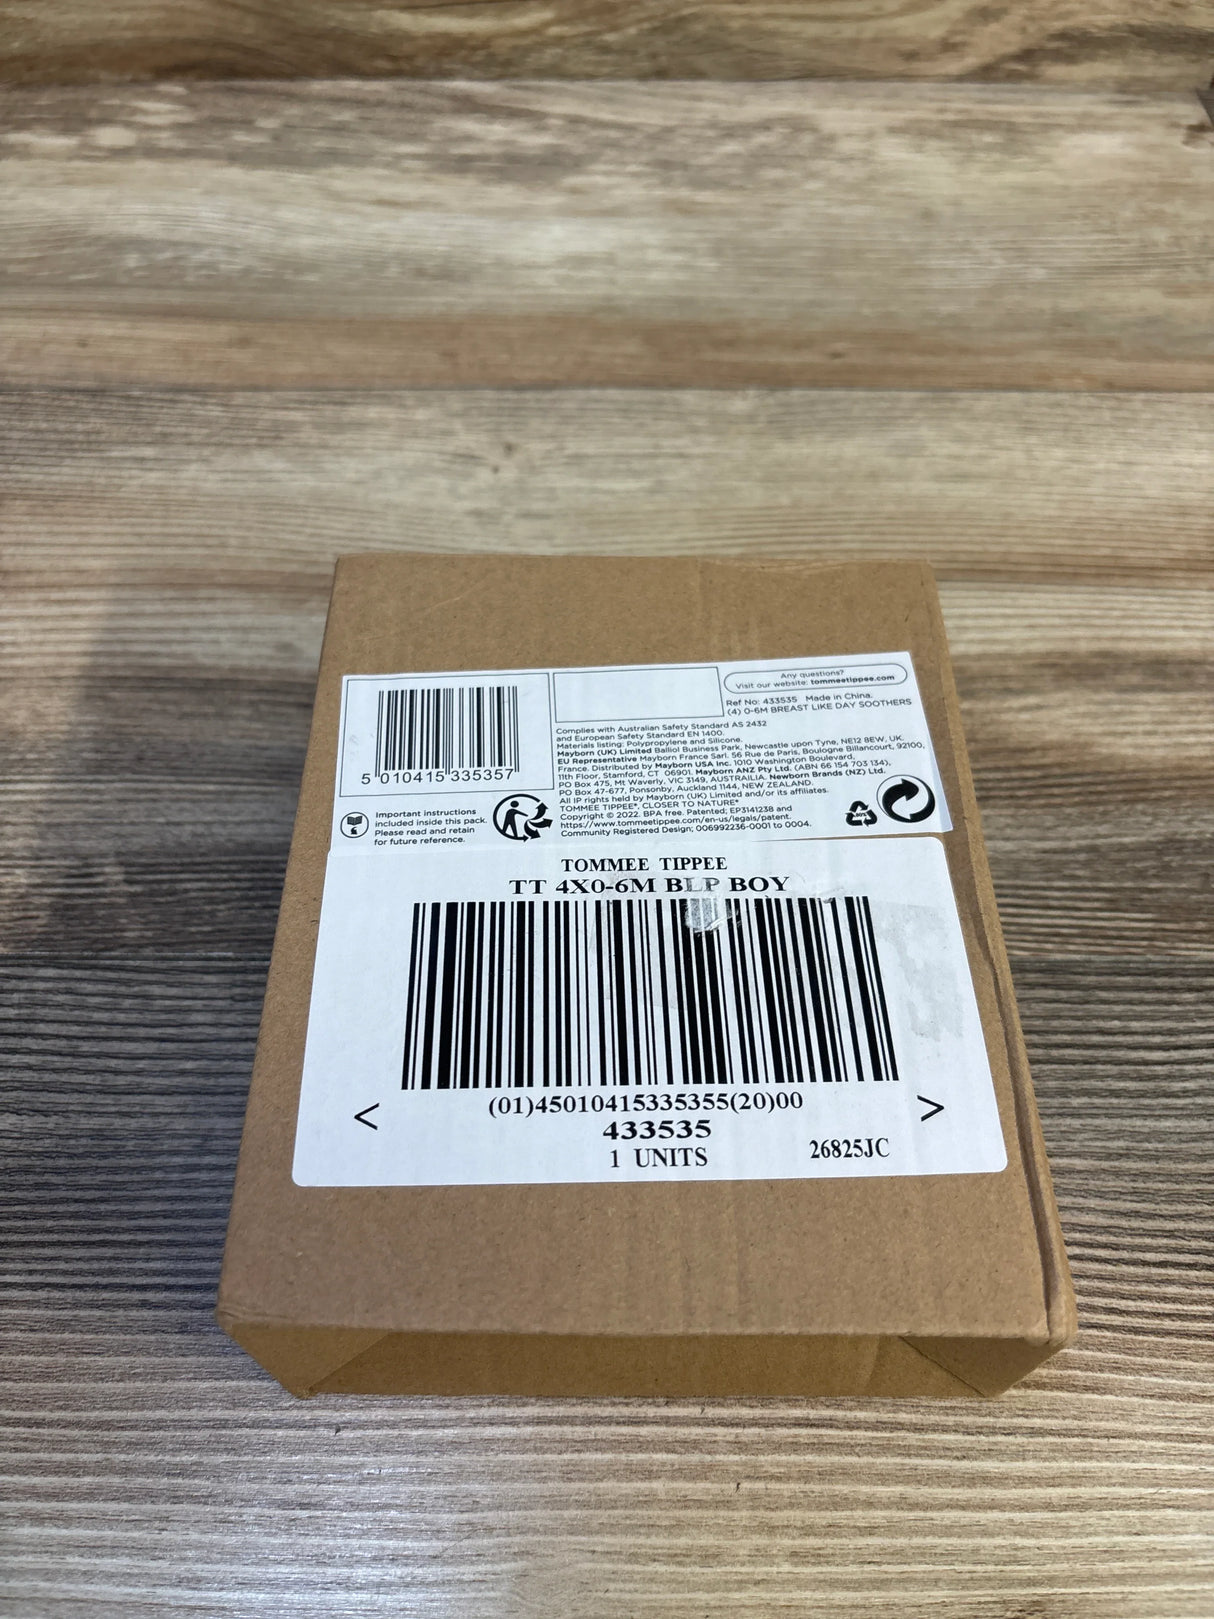 5 010415 335357
Important instructions
included inside this pack.
Please read and retain
for future reference.
Any questions?
Visit our website: tommeetippee.com
Ref No: 433535 Made in China.
(4) 0-6M BREAST LIKE DAY SOOTHERS
Complies with Australian Safety Standard AS 2432
and European Safety Standard EN 1400.
Materials listing: Polypropylene and Silicone.
Mayborn (UK) Limited Balliol Business Park, Newcastle upon Tyne, NE12 8EW, UK.
EU Representative Mayborn France Sarl. 56 Rue de Paris, Boulogne Billancourt, 92100,
France. Distributed by Mayborn USA Inc. 1010 Washington Boulevard,
11th Floor, Stamford, CT 06901. Mayborn ANZ Pty Ltd. (ABN 66 154 703 134),
PO Box 475, Mt Waverly, VIC 3149, AUSTRAILIA. Newborn Brands (NZ) Ltd.
PO Box 47-677, Ponsonby, Auckland 1144, NEW ZEALAND.
All IP rights held by Mayborn (UK) Limited and/or its affiliates.
TOMMEE TIPPEE®, CLOSER TO NATURE®
Copyright © 2022. BPA free. Patented; EP3141238 and
https://www.tommeetippee.com/en-us/legals/patent.
Community Registered Design; 006992236-0001 to 0004.
TOMMEE TIPPEE
TT 4X0-6M BLP BOY
(01)45010415335355(20)00
< >
433535
1 UNITS 26825JC